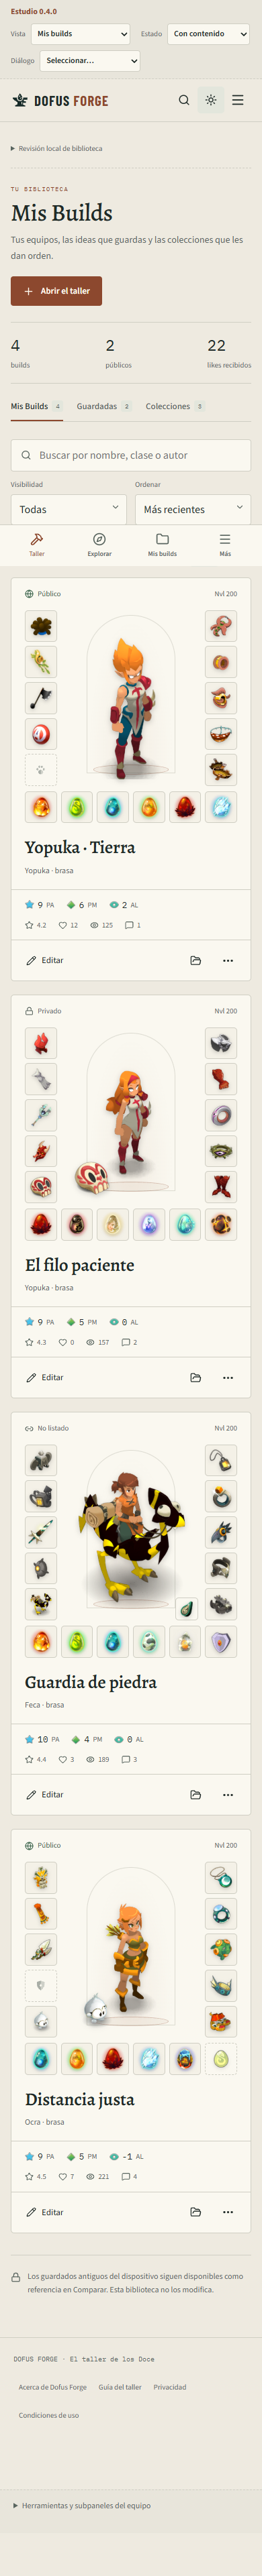 Estudio 0.4.0
Vista Mis builds Estado Con contenido
Diálogo Seleccionar...
DOFUS FORGE
Revisión local de biblioteca
TU BIBLIOTECA
Mis Builds
Tus equipos, las ideas que guardas y las colecciones que les
dan orden.
Abrir el taller
4 2 22
builds públicos likes recibidos
Mis Builds 4 Guardadas 2 Colecciones 3
Buscar por nombre, clase o autor
Visibilidad Ordenar
Todas Más recientes
Taller Explorar Mis builds Más
Público Nvl 200
Yopuka · Tierra
Yopuka · brasa
9 PA 6 PM 2 AL
4.2 12 125 1
Editar
Privado Nvl 200
El filo paciente
Yopuka · brasa
9 PA 5 PM 0 AL
4.3 0 157 2
Editar
No listado Nvl 200
Guardia de piedra
Feca · brasa
10 PA 4 PM 0 AL
4.4 3 189 3
Editar
Público Nvl 200
Distancia justa
Ocra · brasa
9 PA 5 PM -1 AL
4.5 7 221 4
Editar
Los guardados antiguos del dispositivo siguen disponibles como
referencia en Comparar. Esta biblioteca no los modifica.
DOFUS FORGE · El taller de los Doce
Acerca de Dofus Forge Guía del taller Privacidad
Condiciones de uso
Herramientas y subpaneles del equipo